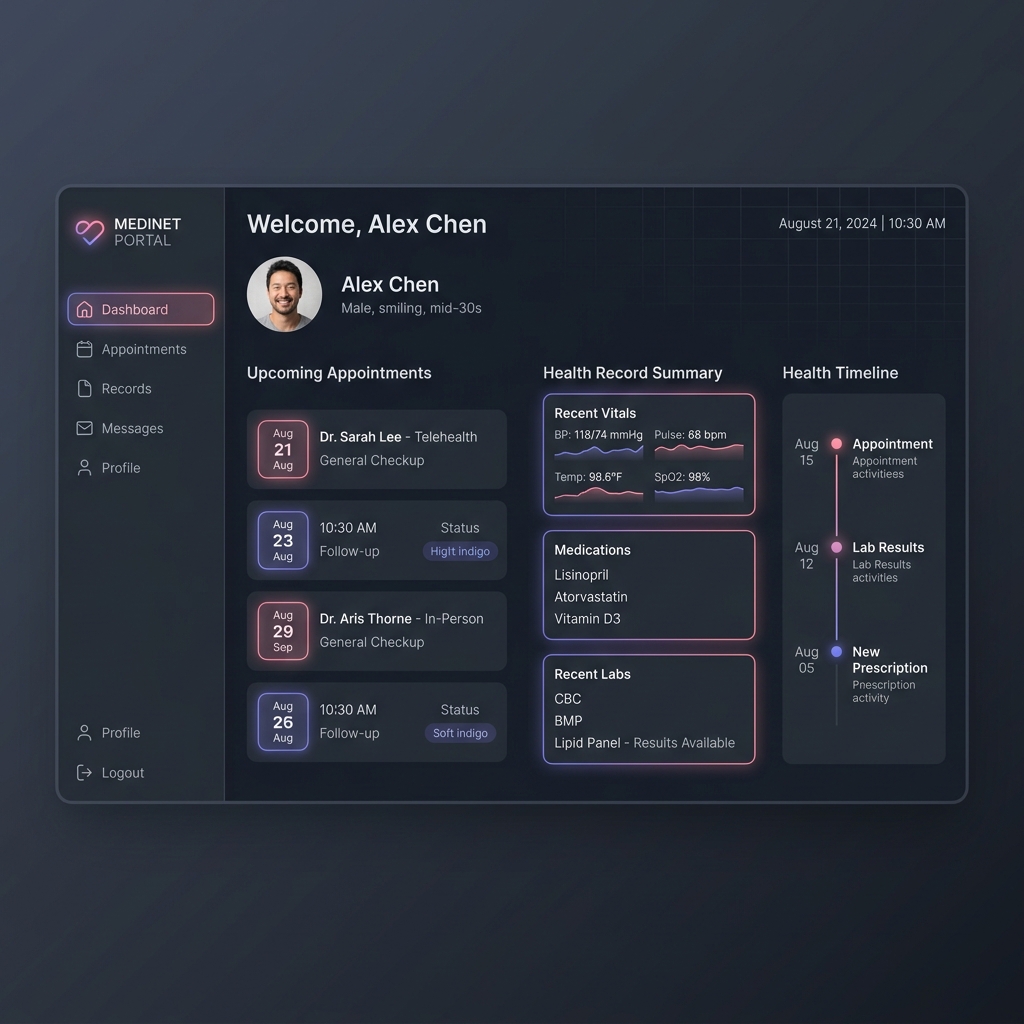 MEDINET
PORTAL
Dashboard
Appointments
Records
Messages
Profile
Profile
Logout
Welcome, Alex Chen
August 21, 2024 | 10:30 AM
Alex Chen
Male, smiling, mid-30s
Upcoming Appointments
Aug
21
Aug
Dr. Sarah Lee - Telehealth
General Checkup
Aug
23
Aug
10:30 AM
Follow-up
Status
Higlt indigo
Aug
29
Sep
Dr. Aris Thorne - In-Person
General Checkup
Aug
26
Aug
10:30 AM
Follow-up
Status
Soft indigo
Health Record Summary
Recent Vitals
BP: 118/74 mmHg
Pulse: 68 bpm
Temp: 98.6°F
SpO2: 98%
Medications
Lisinopril
Atorvastatin
Vitamin D3
Recent Labs
CBC
BMP
Lipid Panel - Results Available
Health Timeline
Aug
15
Appointment
Appointment
activitiees
Aug
12
Lab Results
Lab Results
activities
Aug
05
New
Prescription
Pnescription
activity